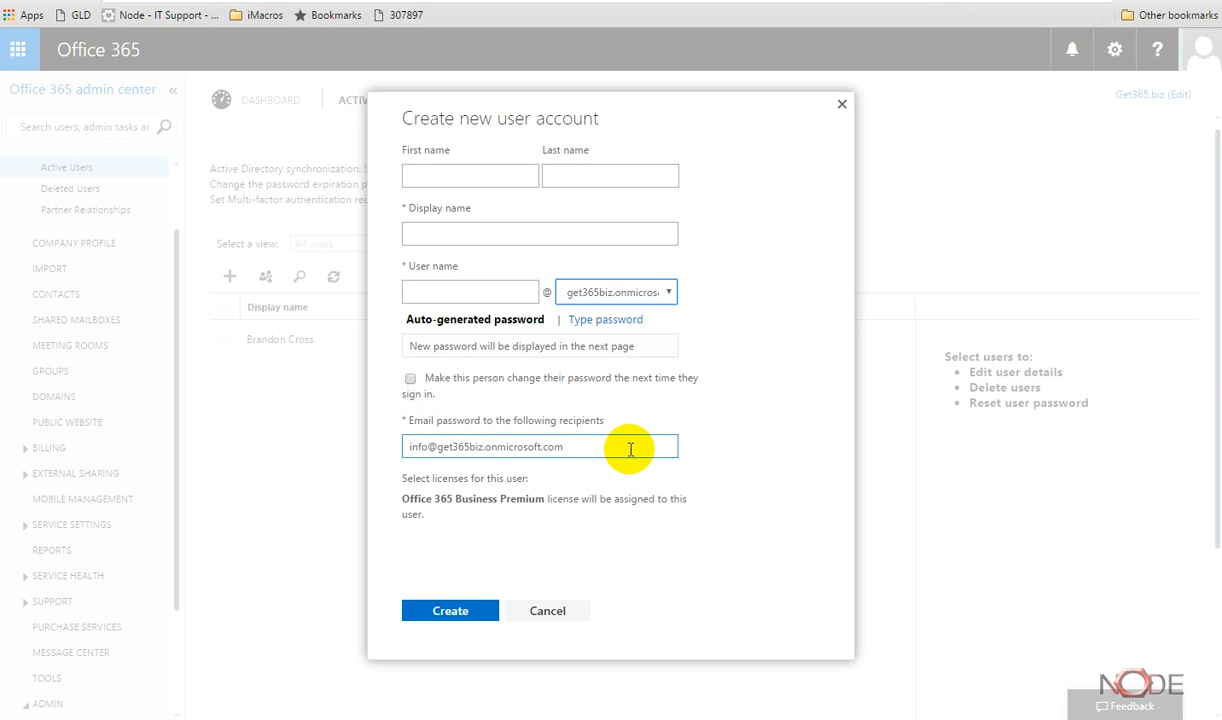 Apps GLD Node - IT Support - ... iMacros Bookmarks 307897 Other bookmarks
Office 365 ?
Office 365 admin center «
Search users, admin tasks ar
Active Users
Deleted Users
Partner Relationships
COMPANY PROFILE
IMPORT
CONTACTS
SHARED MAILBOXES
MEETING ROOMS
GROUPS
DOMAINS
PUBLIC WEBSITE
BILLING
EXTERNAL SHARING
MOBILE MANAGEMENT
SERVICE SETTINGS
REPORTS
SERVICE HEALTH
SUPPORT
PURCHASE SERVICES
MESSAGE CENTER
TOOLS
ADMIN
DASHBOARD ACTIV
Get365.biz (Edit)
Active Directory synchronization: S
Change the password expiration p
Set Multi-factor authentication rec
Select a view: All users
Display name
Brandon Cross
Create new user account
First name Last name
* Display name
* User name
@ get365biz.onmicros
Auto-generated password | Type password
New password will be displayed in the next page
Make this person change their password the next time they
sign in.
* Email password to the following recipients
info@get365biz.onmicrosoft.com
Select licenses for this user:
Office 365 Business Premium license will be assigned to this
user.
Create Cancel
Select users to:
• Edit user details
• Delete users
• Reset user password
NODE
Feedback